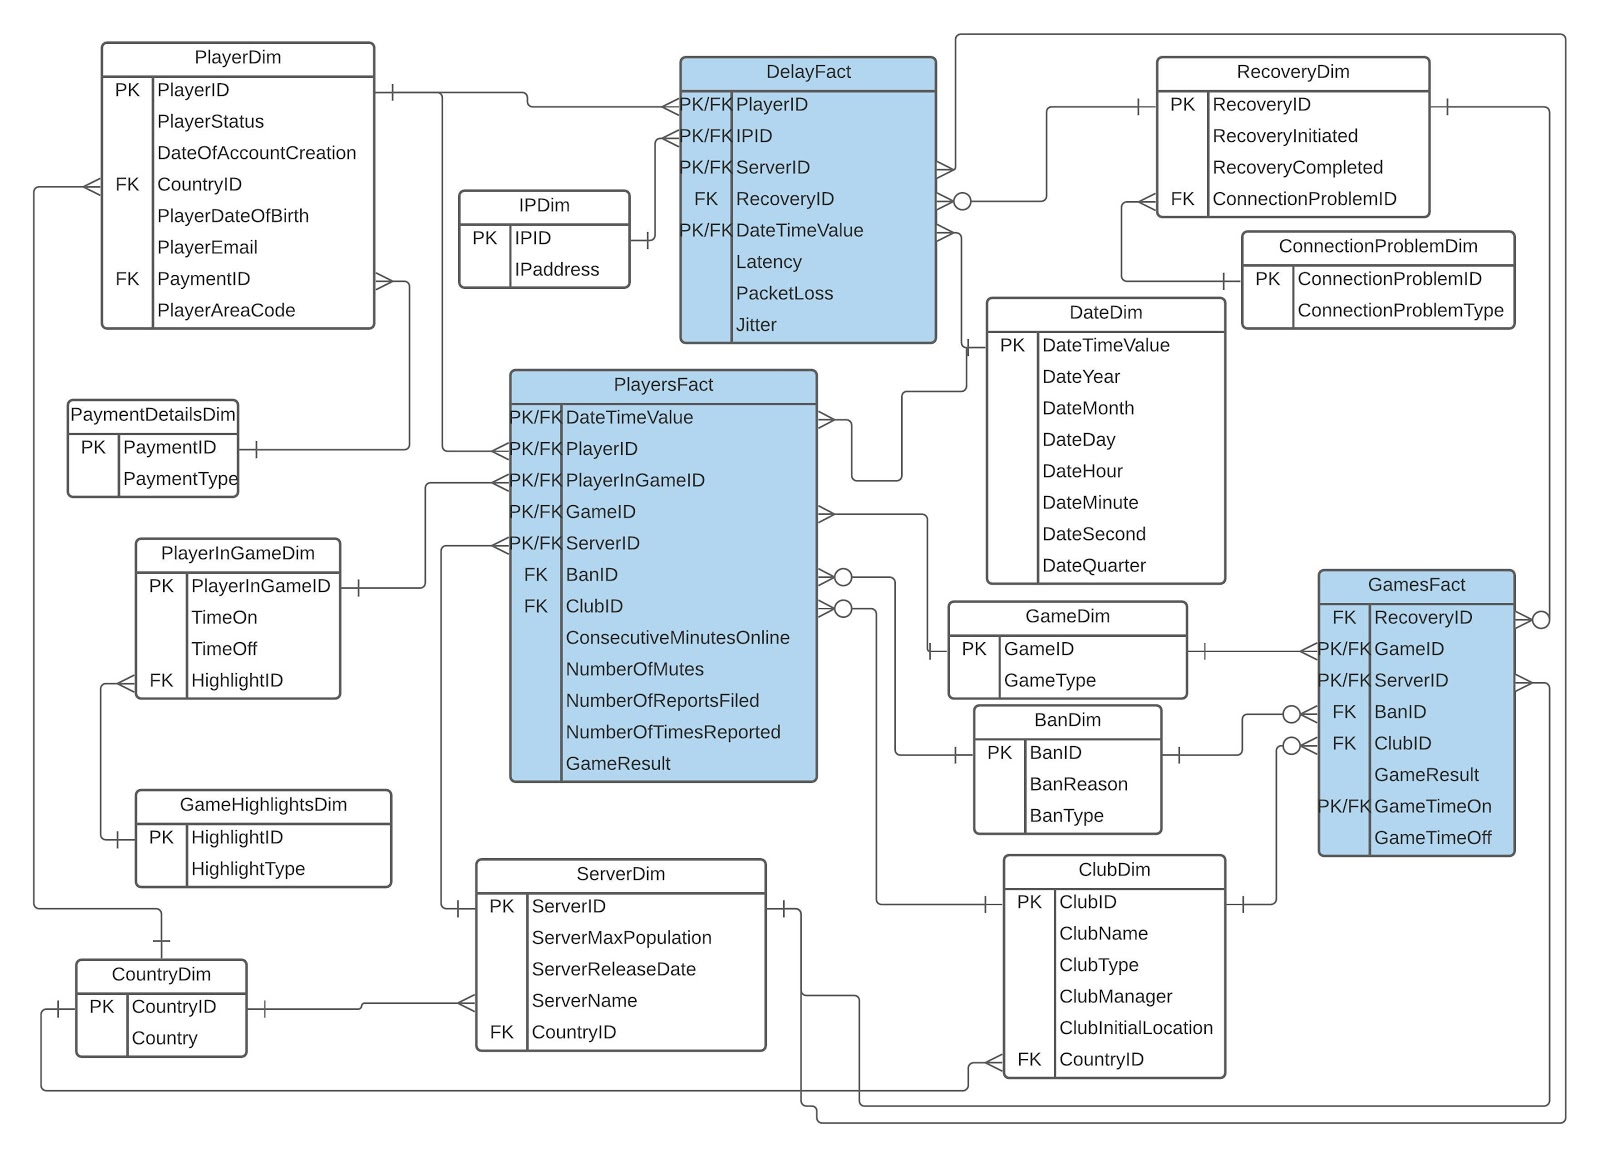 PlayerDim
PK PlayerID
PlayerStatus
DateOfAccountCreation
FK CountryID
PlayerDateOfBirth
PlayerEmail
FK PaymentID
PlayerAreaCode
DelayFact
PK/FK PlayerID
PK/FK IPID
PK/FK ServerID
FK RecoveryID
PK/FK DateTimeValue
Latency
PacketLoss
Jitter
RecoveryDim
PK RecoveryID
RecoveryInitiated
RecoveryCompleted
FK ConnectionProblemID
IPDim
PK IPID
IPaddress
ConnectionProblemDim
PK ConnectionProblemID
ConnectionProblemType
DateDim
PK DateTimeValue
DateYear
DateMonth
DateDay
DateHour
DateMinute
DateSecond
DateQuarter
PlayersFact
PK/FK DateTimeValue
PK/FK PlayerID
PK/FK PlayerInGameID
PK/FK GameID
PK/FK ServerID
FK BanID
FK ClubID
ConsecutiveMinutesOnline
NumberOfMutes
NumberOfReportsFiled
NumberOfTimesReported
GameResult
PaymentDetailsDim
PK PaymentID
PaymentType
PlayerInGameDim
PK PlayerInGameID
TimeOn
TimeOff
FK HighlightID
GameDim
PK GameID
GameType
GamesFact
FK RecoveryID
PK/FK GameID
PK/FK ServerID
FK BanID
FK ClubID
GameResult
PK/FK GameTimeOn
GameTimeOff
BanDim
PK BanID
BanReason
BanType
GameHighlightsDim
PK HighlightID
HighlightType
ServerDim
PK ServerID
ServerMaxPopulation
ServerReleaseDate
ServerName
FK CountryID
ClubDim
PK ClubID
ClubName
ClubType
ClubManager
ClubInitialLocation
FK CountryID
CountryDim
PK CountryID
Country